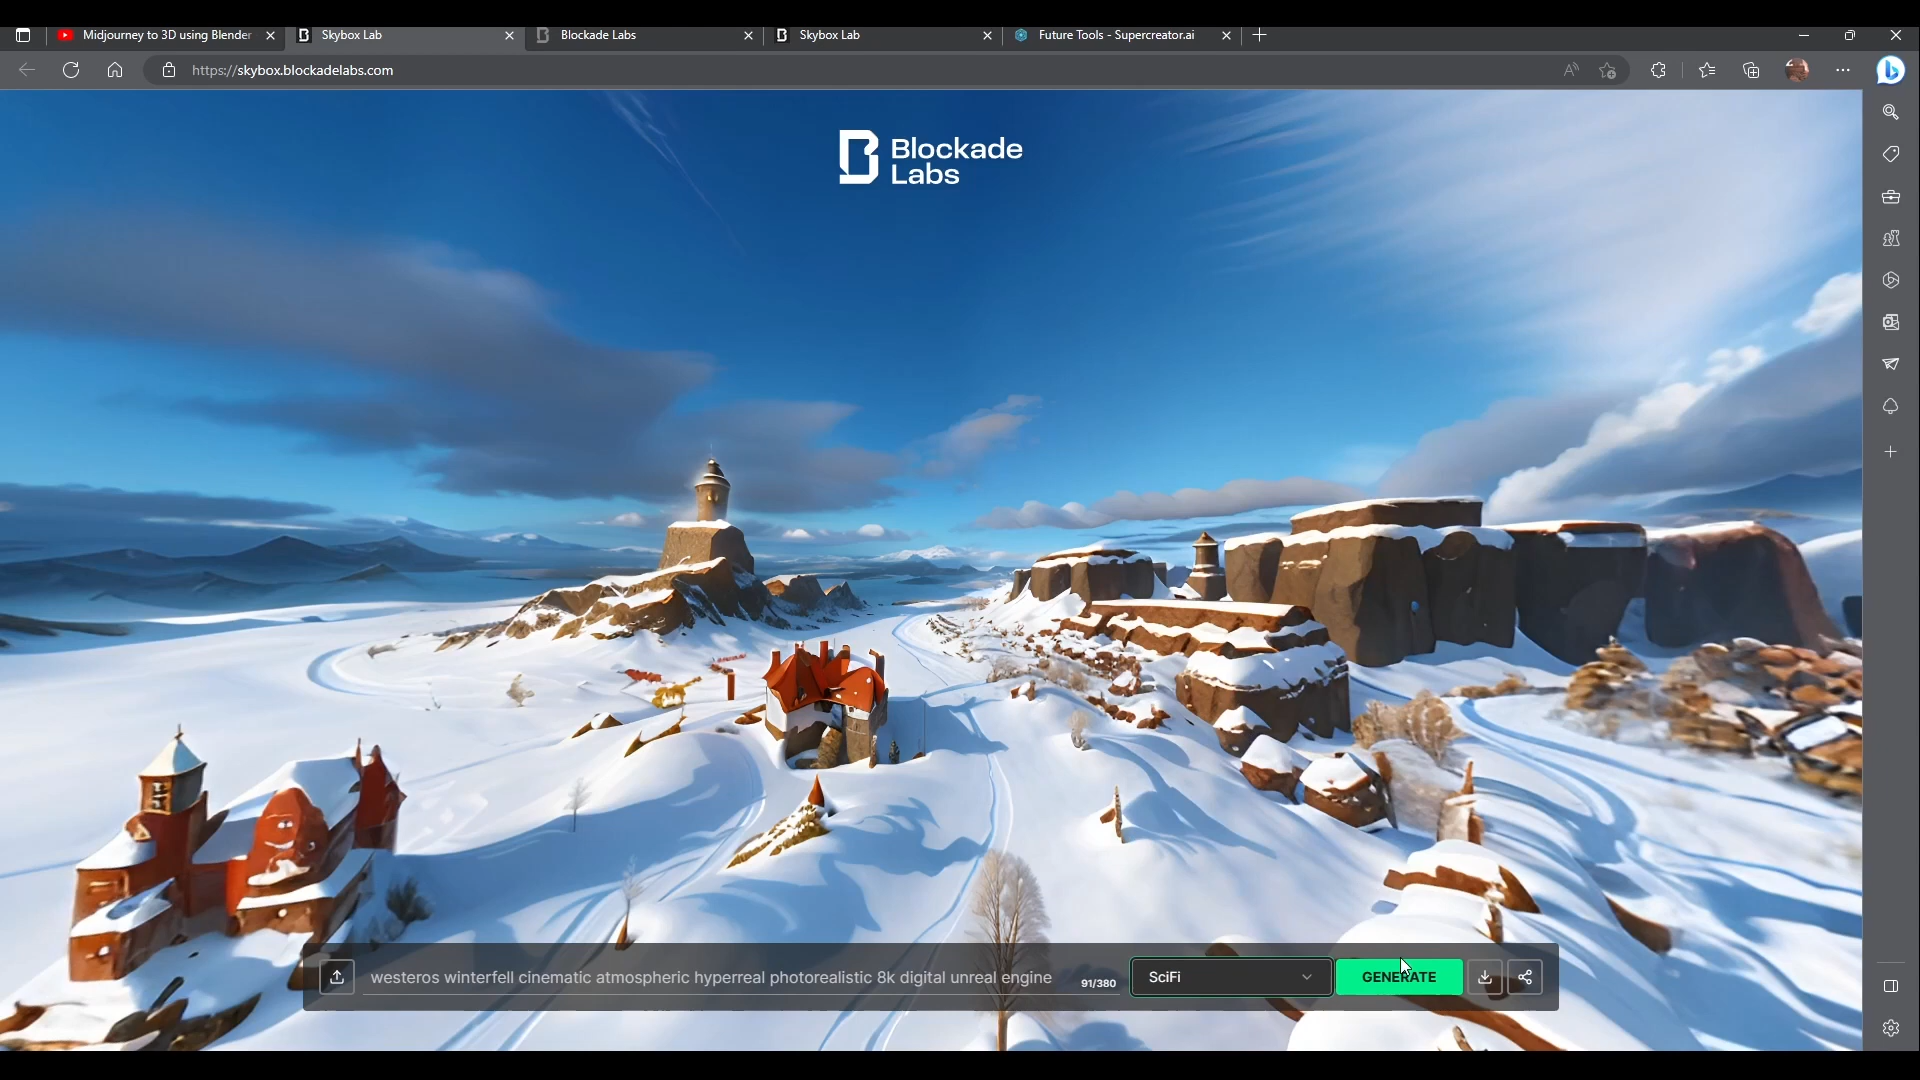 Midjourney to 3D using Blender
Skybox Lab
Blockade Labs
Skybox Lab
Future Tools - Supercreator.ai
https://skybox.blockadelabs.com
Blockade
Labs
westeros winterfell cinematic atmospheric hyperreal photorealistic 8k digital unreal engine
91/380
SciFi
GENERATE